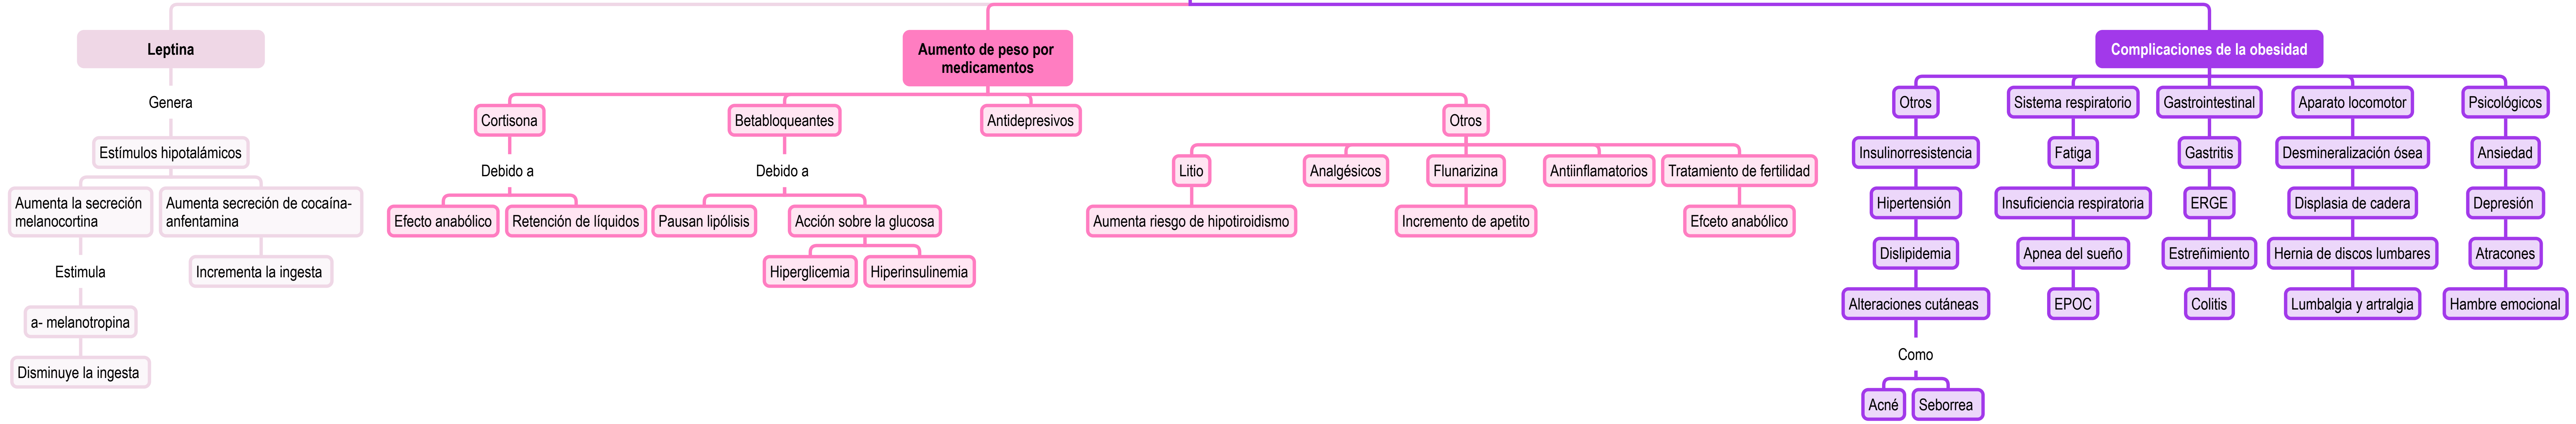 Leptina
Genera
Estímulos hipotalámicos
Aumenta la secreción
melanocortina
Estimula
a- melanotropina
Disminuye la ingesta
Aumenta secreción de cocaína-
anfentamina
Incrementa la ingesta
Aumento de peso por
medicamentos
Cortisona
Debido a
Efecto anabólico
Retención de líquidos
Betabloqueantes
Debido a
Pausan lipólisis
Acción sobre la glucosa
Hiperglicemia
Hiperinsulinemia
Antidepresivos
Otros
Litio
Aumenta riesgo de hipotiroidismo
Analgésicos
Flunarizina
Incremento de apetito
Antiinflamatorios
Tratamiento de fertilidad
Efceto anabólico
Complicaciones de la obesidad
Otros
Insulinorresistencia
Hipertensión
Dislipidemia
Alteraciones cutáneas
Como
Acné
Seborrea
Sistema respiratorio
Fatiga
Insuficiencia respiratoria
Apnea del sueño
EPOC
Gastrointestinal
Gastritis
ERGE
Estreñimiento
Colitis
Aparato locomotor
Desmineralización ósea
Displasia de cadera
Hernia de discos lumbares
Lumbalgia y artralgia
Psicológicos
Ansiedad
Depresión
Atracones
Hambre emocional